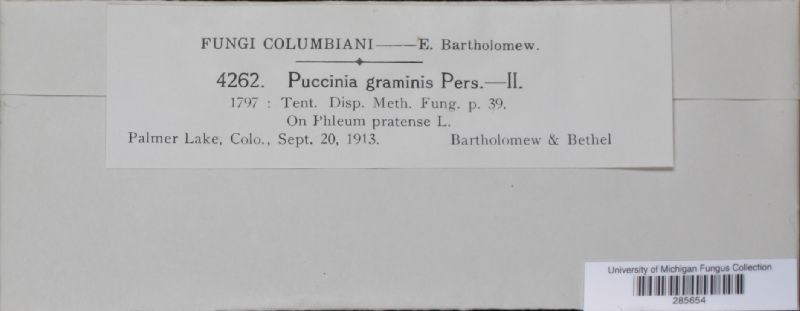 FUNGI COLUMBIANI——E. Bartholomew.
4262. Puccinia graminis Pers.—II.
1797 : Tent. Disp. Meth. Fung. p. 39.
On Phleum pratense L.
Palmer Lake, Colo., Sept. 20, 1913. Bartholomew & Bethel
University of Michigan Fungus Collection
285654